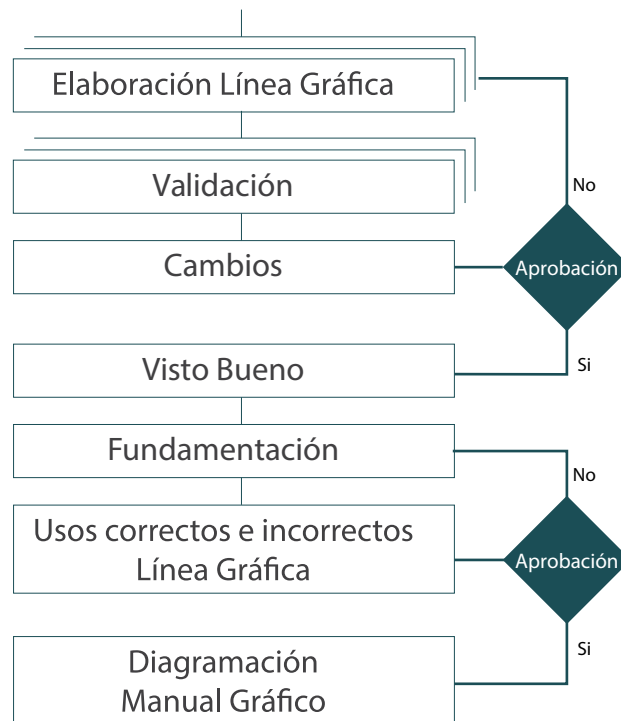 Elaboración Línea Gráfica
Validación
No
Cambios
Aprobación
Visto Bueno
Si
Fundamentación
No
Usos correctos e incorrectos
Línea Gráfica
Aprobación
Si
Diagramación
Manual Gráfico